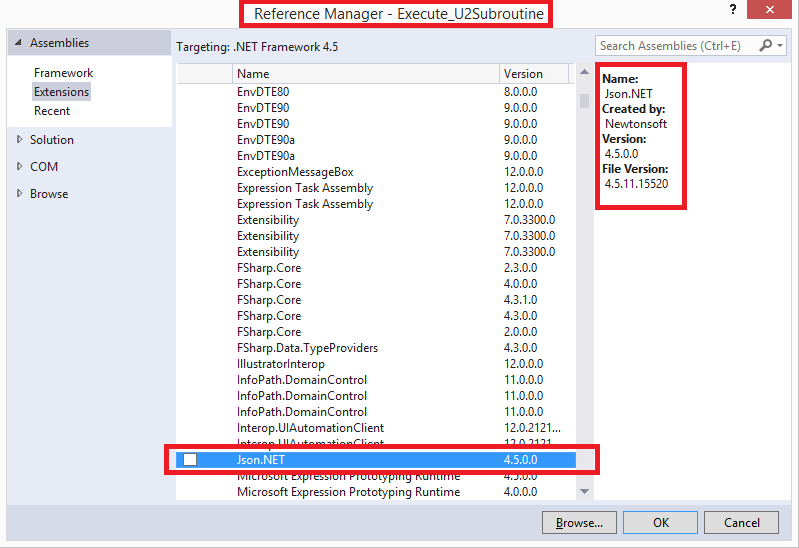 Reference Manager - Execute_U2Subroutine
?
Assemblies
Framework
Extensions
Recent
Solution
COM
Browse
Targeting: .NET Framework 4.5
Search Assemblies (Ctrl+E)
Name Version
EnvDTE80 8.0.0.0
EnvDTE90 9.0.0.0
EnvDTE90 9.0.0.0
EnvDTE90a 9.0.0.0
EnvDTE90a 9.0.0.0
ExceptionMessageBox 12.0.0.0
Expression Task Assembly 12.0.0.0
Expression Task Assembly 12.0.0.0
Extensibility 7.0.3300.0
Extensibility 7.0.3300.0
Extensibility 7.0.3300.0
FSharp.Core 2.3.0.0
FSharp.Core 4.0.0.0
FSharp.Core 4.3.1.0
FSharp.Core 4.3.0.0
FSharp.Core 2.0.0.0
FSharp.Data.TypeProviders 4.3.0.0
IllustratorInterop 12.0.0.0
InfoPath.DomainControl 11.0.0.0
InfoPath.DomainControl 11.0.0.0
InfoPath.DomainControl 11.0.0.0
Interop.UIAutomationClient 12.0.2121...
Interop.UIAutomationClient 12.0.2121...
Json.NET 4.5.0.0
Microsoft Expression Prototyping Runtime 4.5.0.0
Microsoft Expression Prototyping Runtime 4.0.0.0
Name:
Json.NET
Created by:
Newtonsoft
Version:
4.5.0.0
File Version:
4.5.11.15520
Browse... OK Cancel